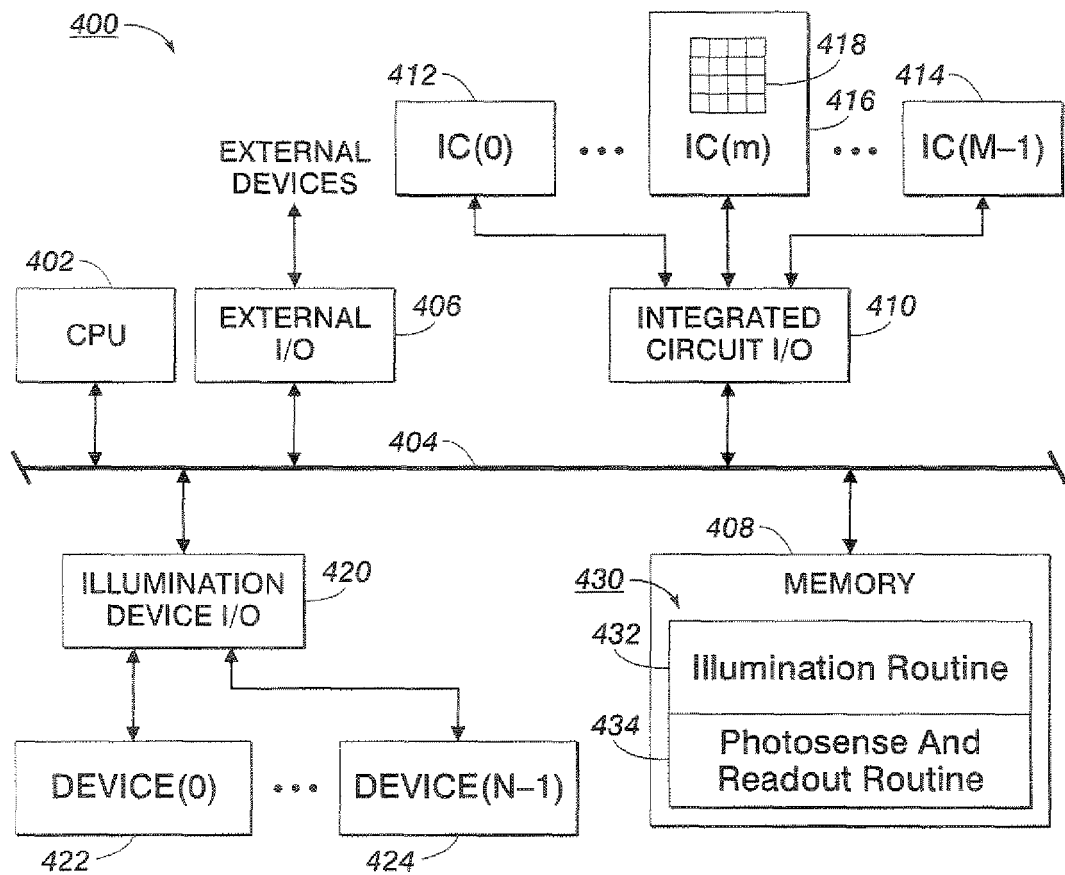 400
412
418
414
416
IC(0)
IC(m)
IC(M–1)
EXTERNAL
DEVICES
402
CPU
EXTERNAL
I/O
406
INTEGRATED
CIRCUIT I/O
410
404
ILLUMINATION
DEVICE I/O
420
408
MEMORY
430
432
Illumination Routine
434
Photosense And
Readout Routine
DEVICE(0)
DEVICE(N–1)
422
424